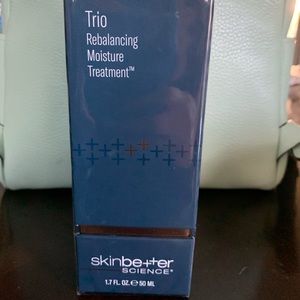 Trio
Rebalancing
Moisture
Treatment™
skinbetter
SCIENCE®
1.7 FL. OZ. ℮ 50 ML